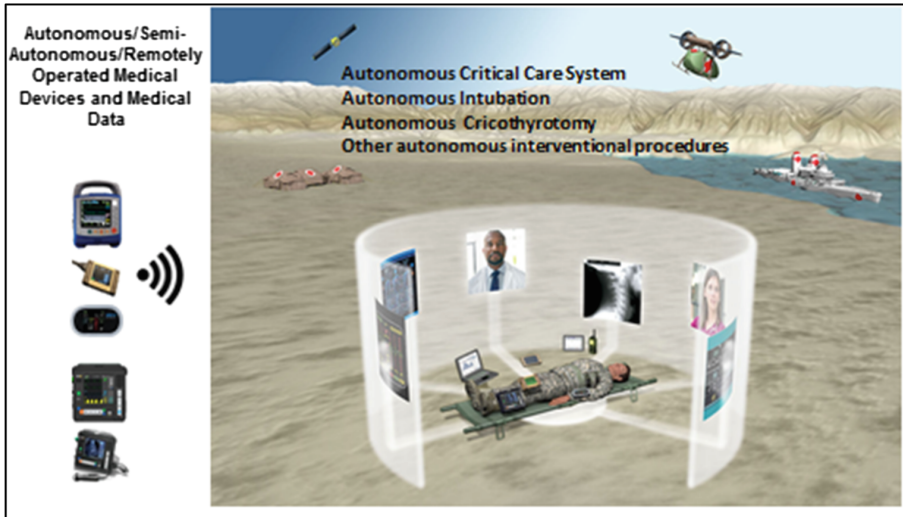 Autonomous/Semi-
Autonomous/Remotely
Operated Medical
Devices and Medical
Data
Autonomous Critical Care System
Autonomous Intubation
Autonomous Cricothyrotomy
Other autonomous interventional procedures